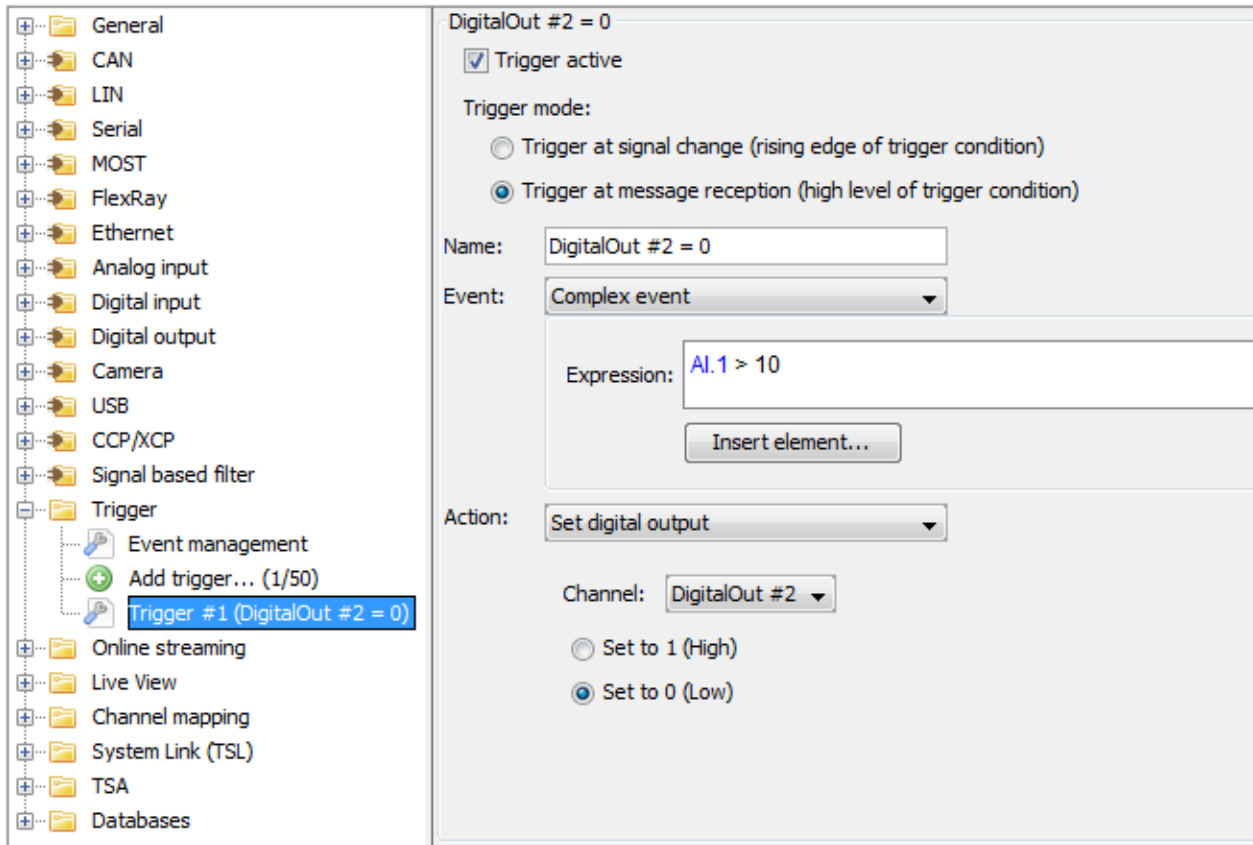 General
CAN
LIN
Serial
MOST
FlexRay
Ethernet
Analog input
Digital input
Digital output
Camera
USB
CCP/XCP
Signal based filter
Trigger
Event management
Add trigger... (1/50)
Trigger #1 (DigitalOut #2 = 0)
Online streaming
Live View
Channel mapping
System Link (TSL)
TSA
Databases
DigitalOut #2 = 0
Trigger active
Trigger mode:
Trigger at signal change (rising edge of trigger condition)
Trigger at message reception (high level of trigger condition)
Name: DigitalOut #2 = 0
Event: Complex event
Expression: AI.1 > 10
Insert element...
Action: Set digital output
Channel: DigitalOut #2
Set to 1 (High)
Set to 0 (Low)